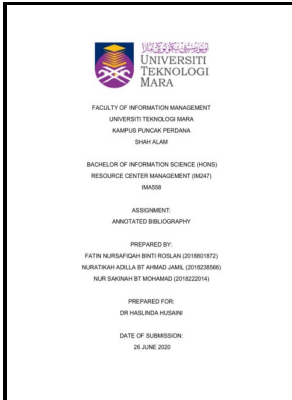 UNIVERSITI
TEKNOLOGI
MARA
FACULTY OF INFORMATION MANAGEMENT
UNIVERSITI TEKNOLOGI MARA
KAMPUS PUNCAK PERDANA
SHAH ALAM
BACHELOR OF INFORMATION SCIENCE (HONS)
RESOURCE CENTER MANAGEMENT (IM247)
IMA558
ASSIGNMENT:
ANNOTATED BIBLIOGRAPHY
PREPARED BY:
FATIN NURSAFIQAH BINTI ROSLAN (2018801872)
NURATIKAH ADILLA BT AHMAD JAMIL (2018238566)
NUR SAKINAH BT MOHAMAD (2018222014)
PREPARED FOR:
DR HASLINDA HUSAINI
DATE OF SUBMISSION:
26 JUNE 2020